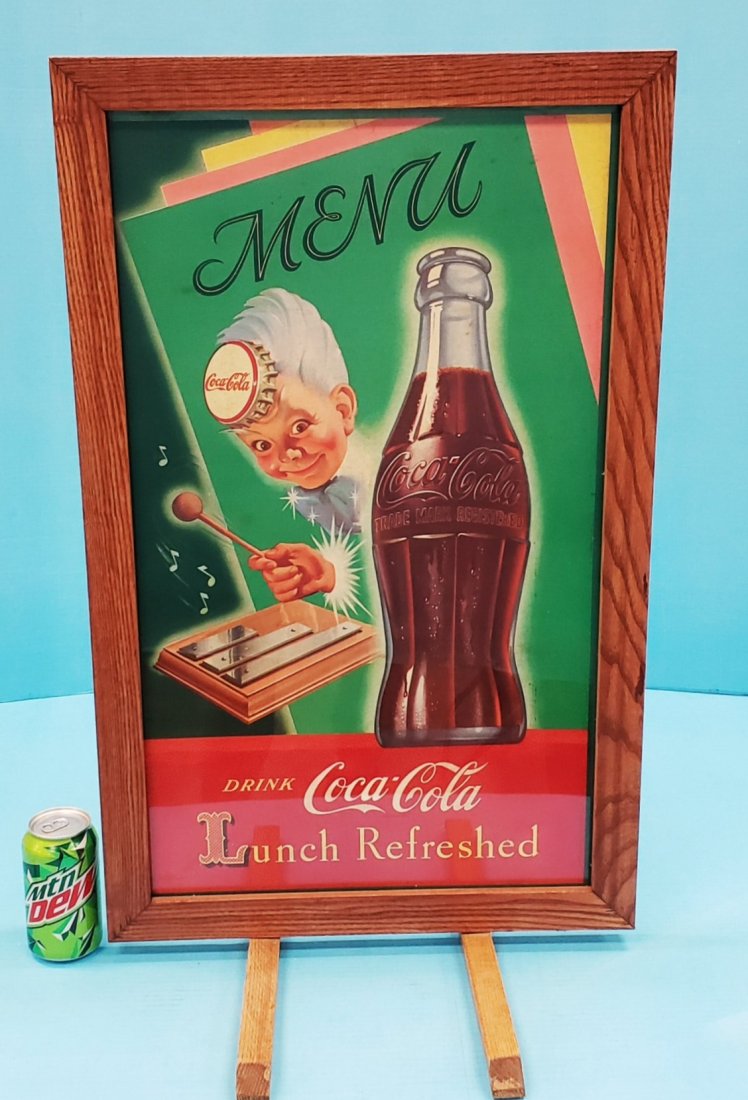 MENU
Coca-Cola
Coca-Cola
TRADE MARK REGISTERED
DRINK Coca-Cola
Lunch Refreshed
mtn
DEW